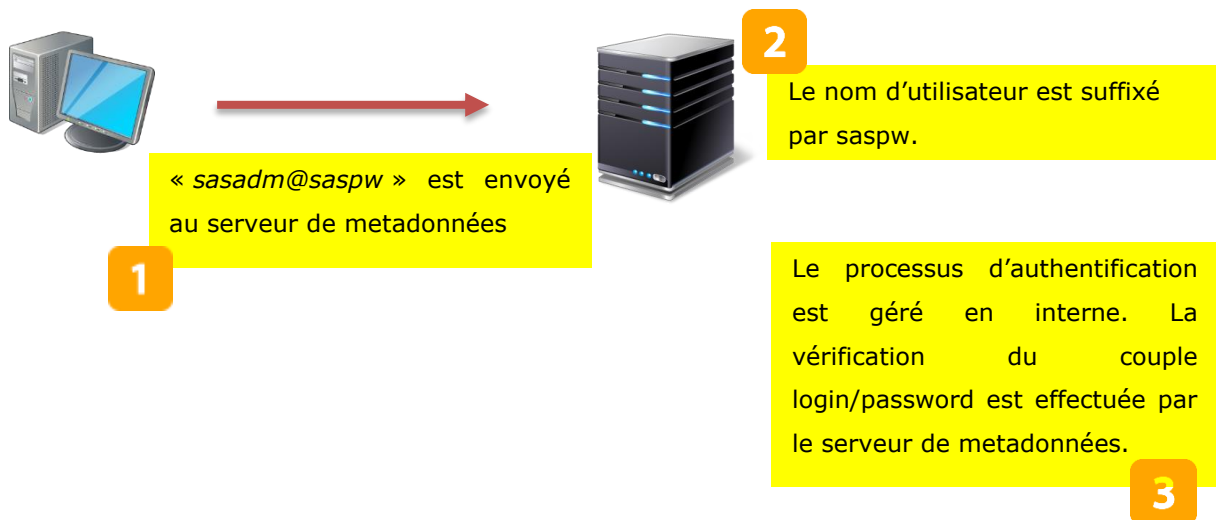 2
Le nom d’utilisateur est suffixé
par saspw.
« sasadm@saspw » est envoyé
au serveur de metadonnées
1
Le processus d’authentification
est géré en interne. La
vérification du couple
login/password est effectuée par
le serveur de metadonnées.
3